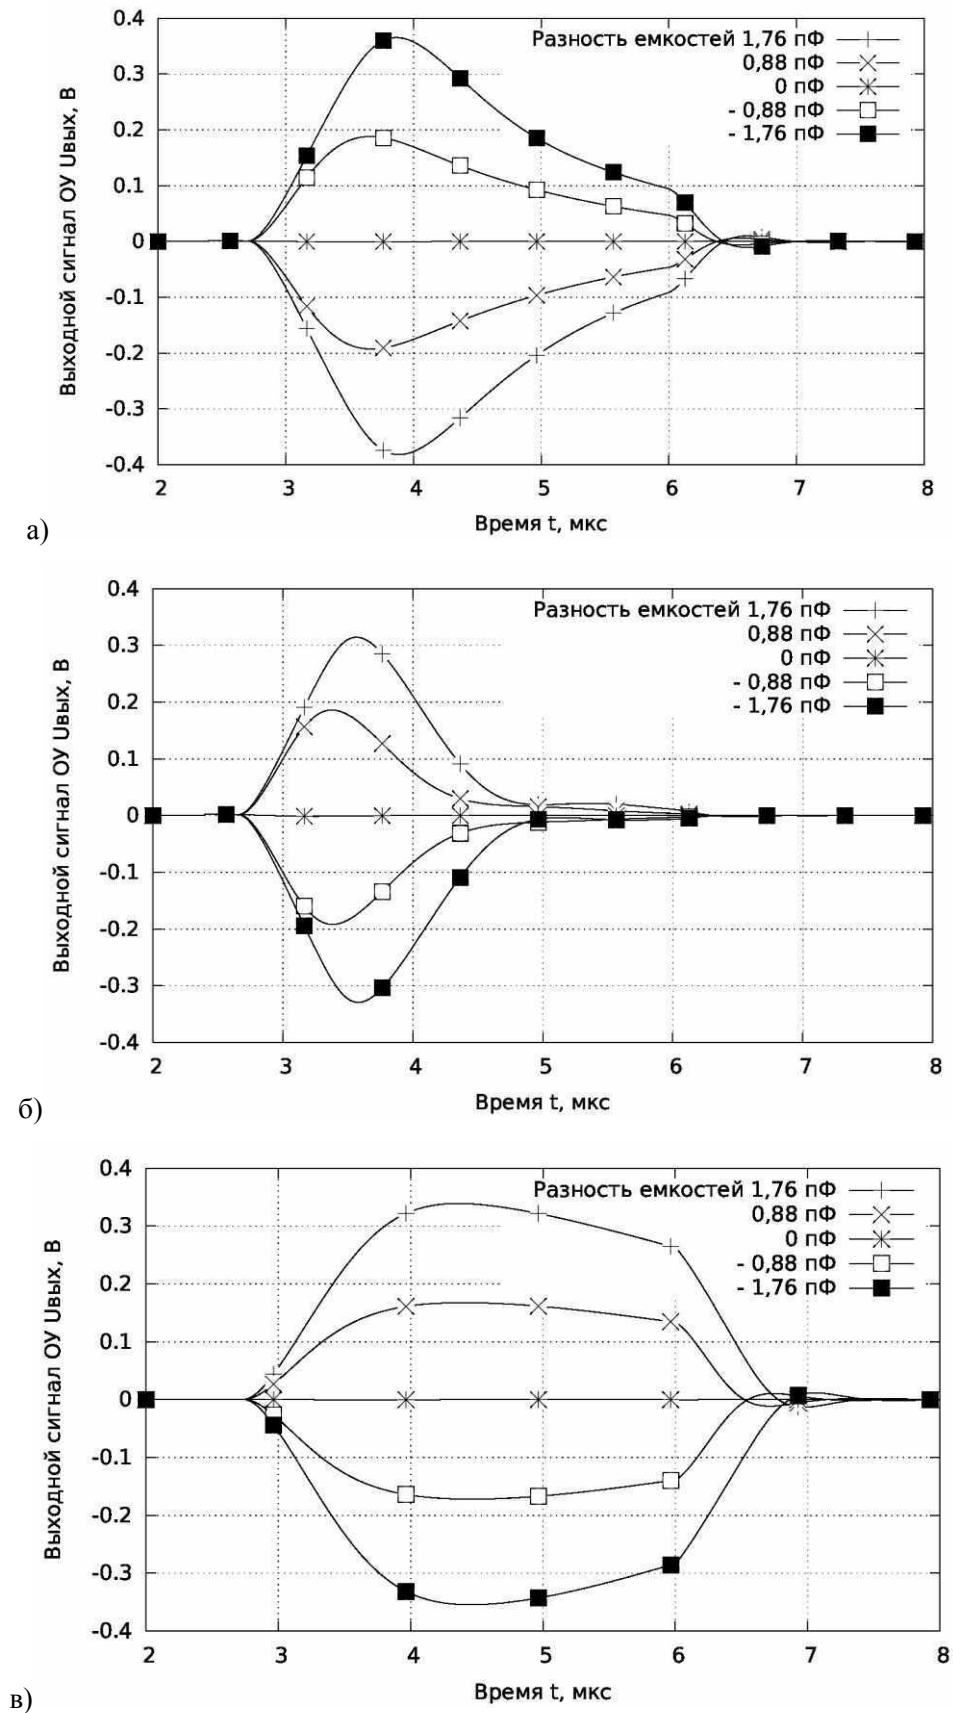 0.4
0.3
0.2
0.1
0
-0.1
-0.2
-0.3
-0.4
Выходной сигнал ОУ Uвых, В
Разность емкостей 1,76 пФ
0,88 пФ
0 пФ
- 0,88 пФ
- 1,76 пФ
2 3 4 5 6 7 8
Время t, мкс
а)
0.4
0.3
0.2
0.1
0
-0.1
-0.2
-0.3
-0.4
Выходной сигнал ОУ Uвых, В
Разность емкостей 1,76 пФ
0,88 пФ
0 пФ
- 0,88 пФ
- 1,76 пФ
2 3 4 5 6 7 8
Время t, мкс
б)
0.4
0.3
0.2
0.1
0
-0.1
-0.2
-0.3
-0.4
Выходной сигнал ОУ Uвых, В
Разность емкостей 1,76 пФ
0,88 пФ
0 пФ
- 0,88 пФ
- 1,76 пФ
2 3 4 5 6 7 8
Время t, мкс
в)